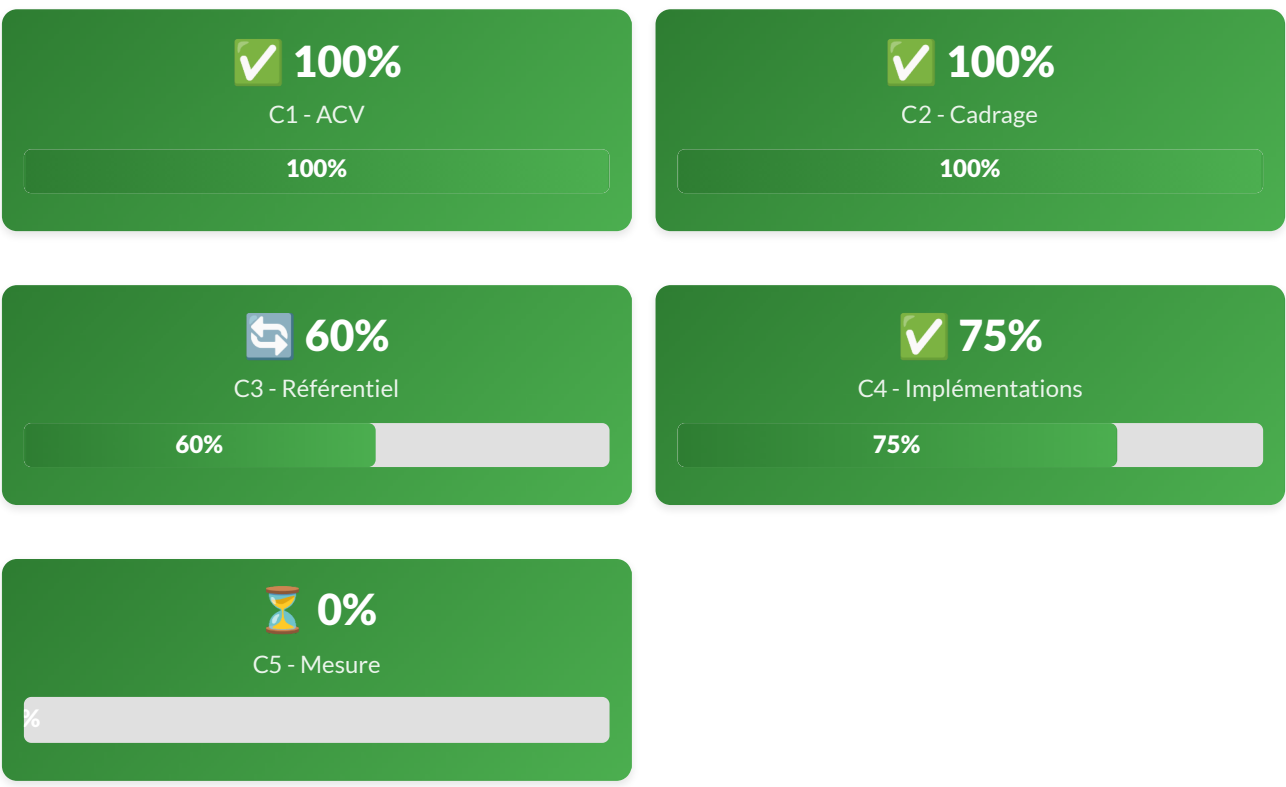 ✅ 100%
C1 - ACV
100%
✅ 100%
C2 - Cadrage
100%
🔄 60%
C3 - Référentiel
60%
✅ 75%
C4 - Implémentations
75%
⏳ 0%
C5 - Mesure
%